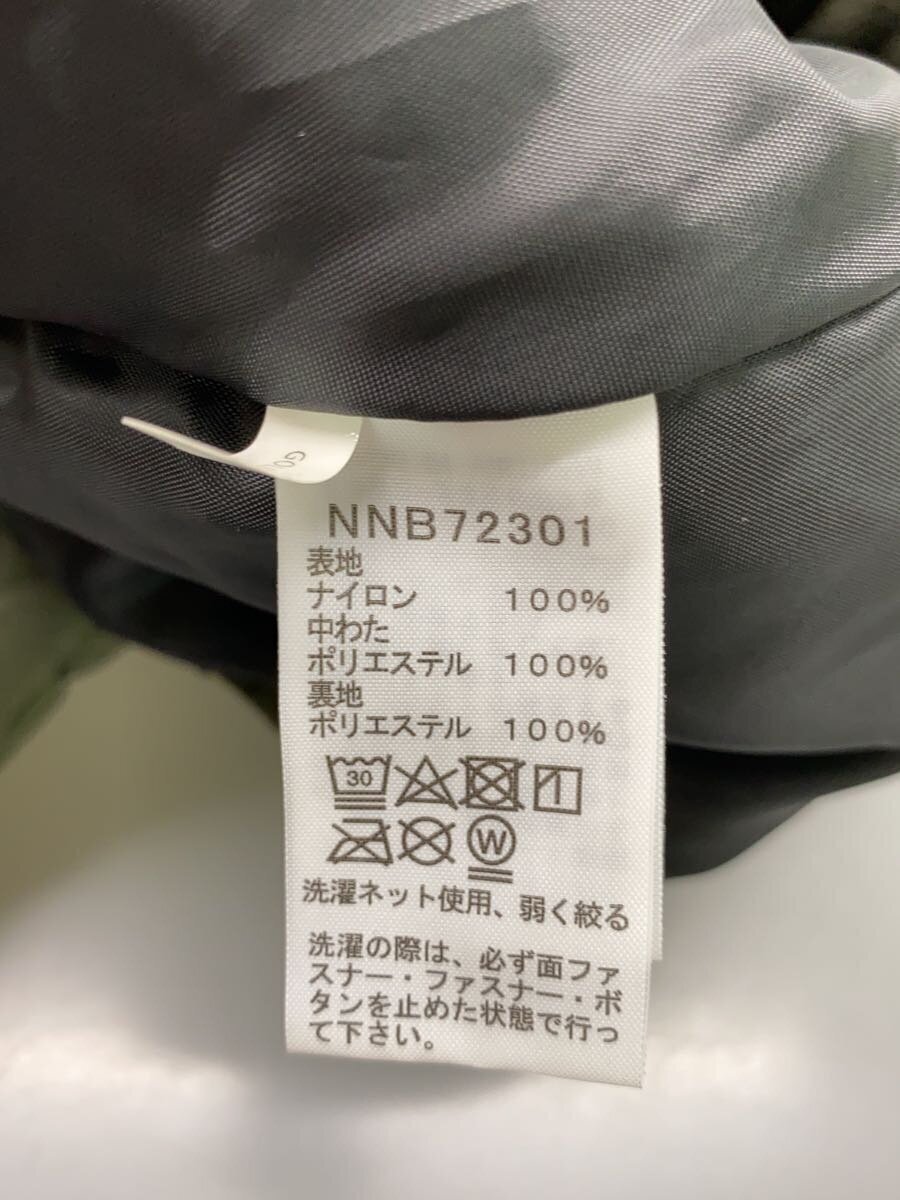 GO
NNB72301
表地
ナイロン 100%
中わた
ポリエステル 100%
裏地
ポリエステル 100%
30
W
洗濯ネット使用、弱く絞る
洗濯の際は、必ず面ファ
スナー・ファスナー・ボ
タンを止めた状態で行っ
て下さい。